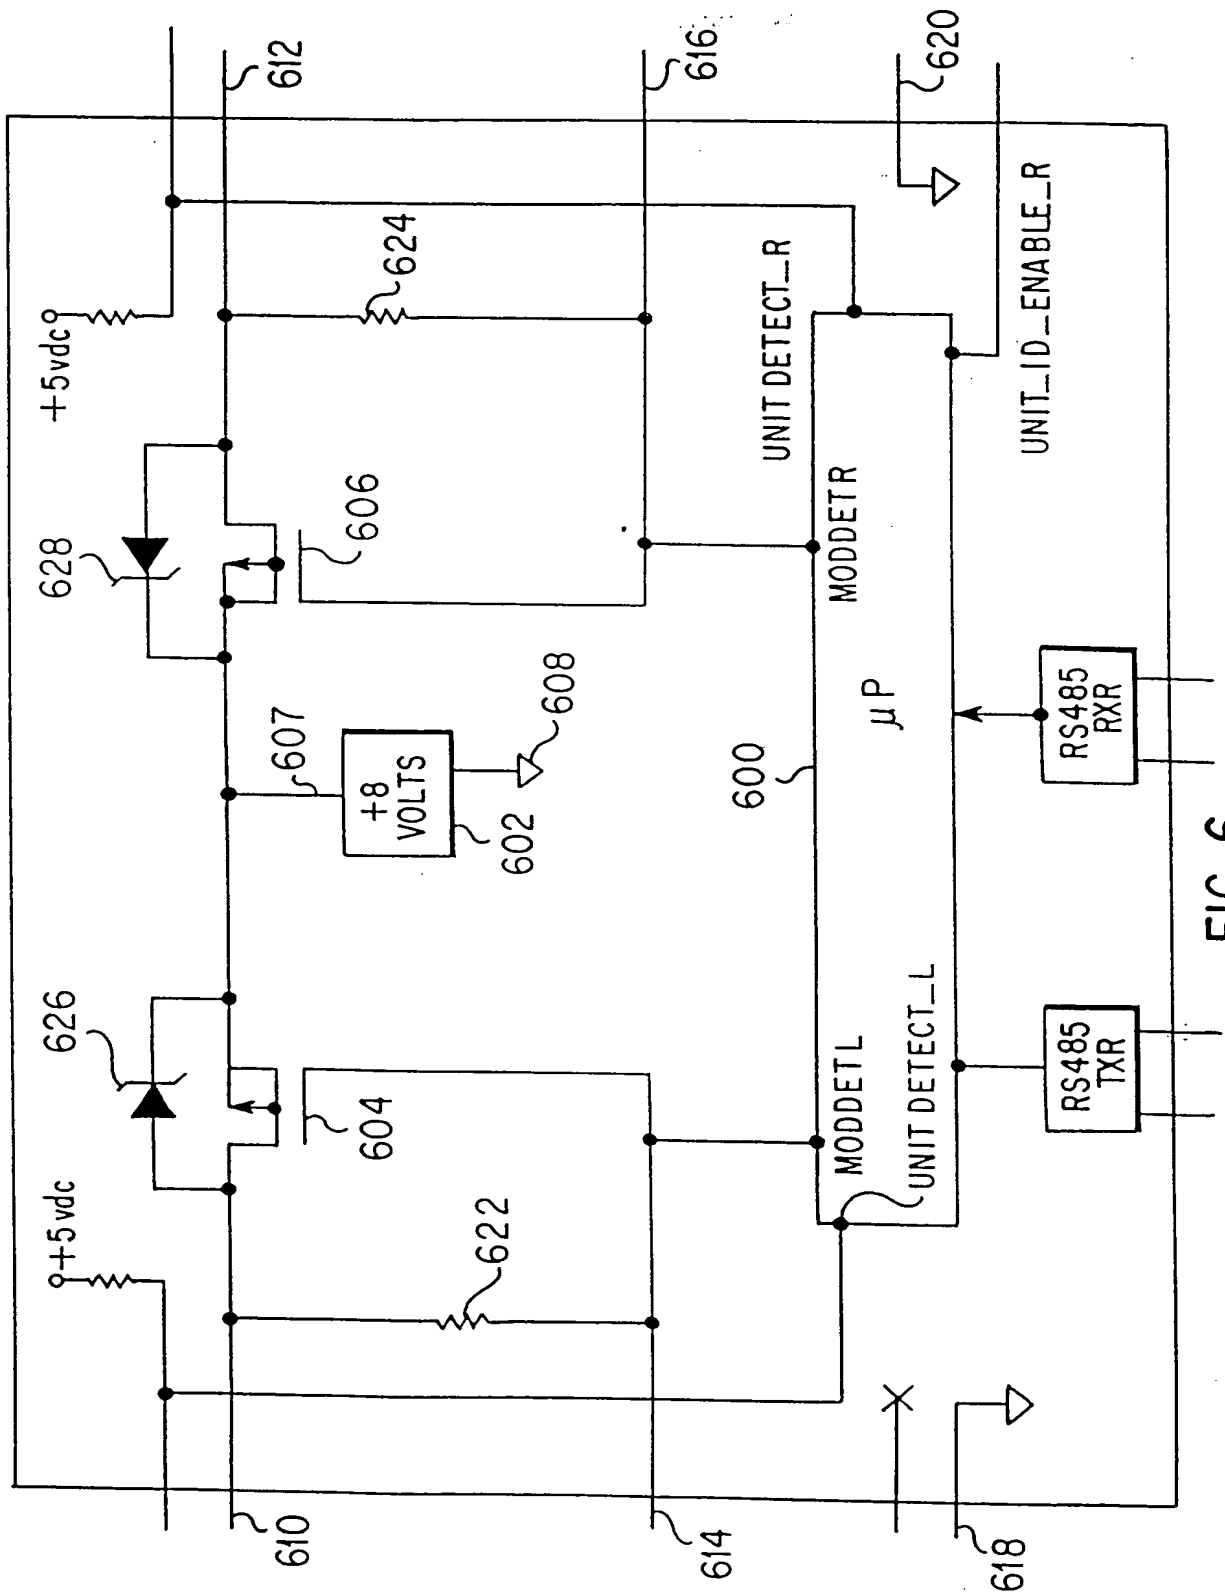 +5vdc
626
628
+5vdc
612
610
622
604
607
+8
VOLTS
602
608
606
624
614
616
600
MODDETL
UNIT DETECT_L
μP
MODDETR
UNIT DETECT_R
618
620
UNIT_ID_ENABLE_R
RS485
TXR
RS485
RXR
FIG. 6